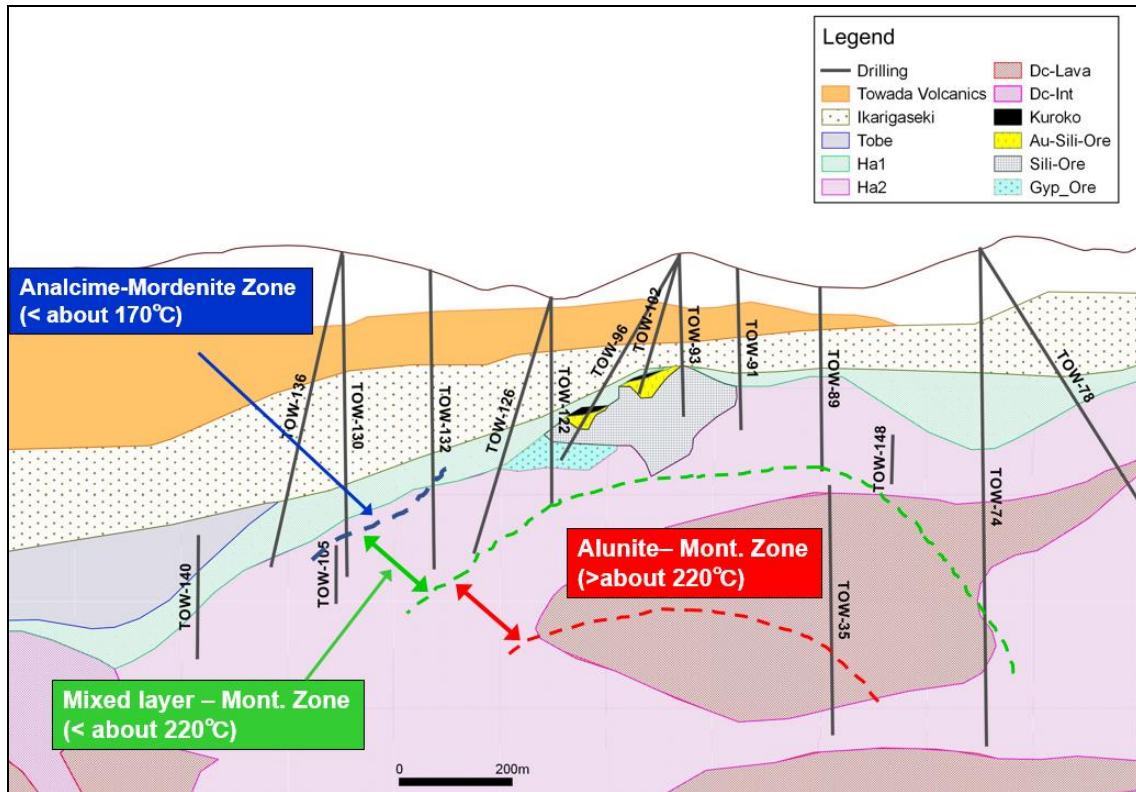 Legend
Drilling
Towada Volcanics
Ikarigaseki
Tobe
Ha1
Ha2
Dc-Lava
Dc-Int
Kuroko
Au-Sili-Ore
Sili-Ore
Gyp_Ore
Analcime-Mordenite Zone
(< about 170℃)
TOW-136
TOW-130
TOW-132
TOW-126
TOW-122
TOW-96
TOW-102
TOW-93
TOW-91
TOW-89
TOW-148
TOW-74
TOW-78
TOW-140
TOW-105
TOW-35
Alunite– Mont. Zone
(>about 220℃)
Mixed layer – Mont. Zone
(< about 220℃)
0
200m